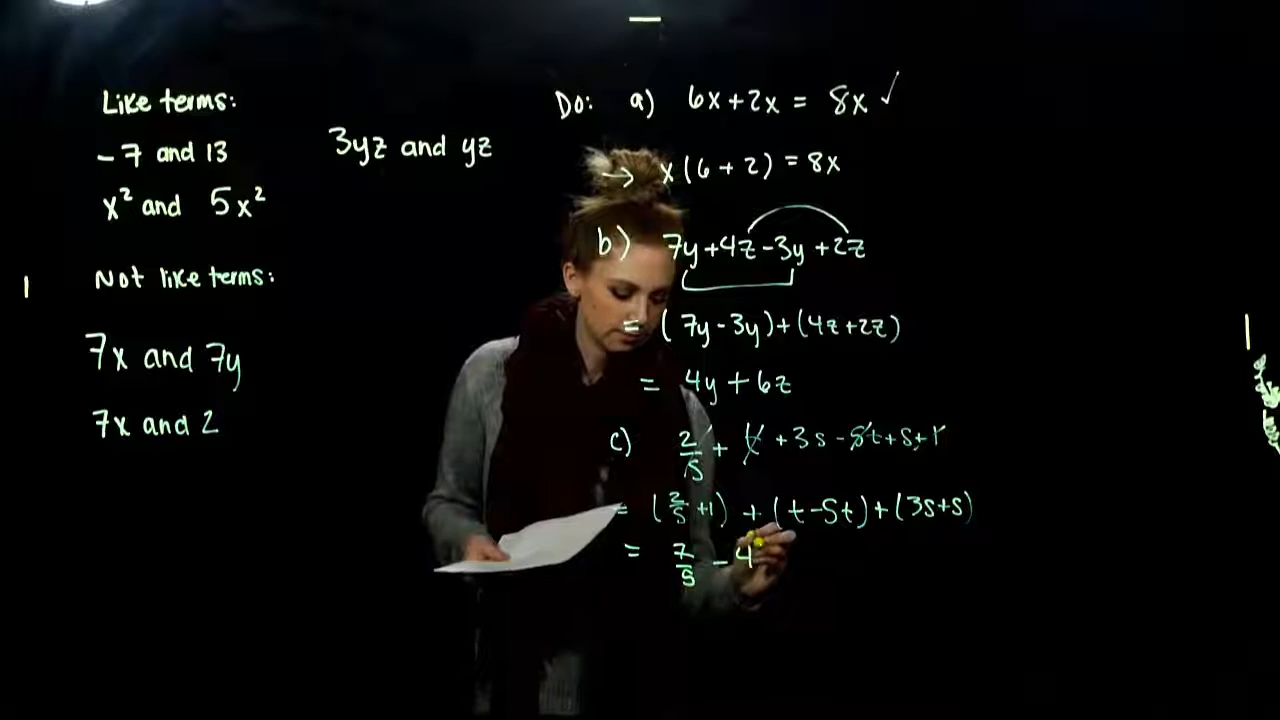 Like terms:
-7 and 13
x² and 5x²
3yz and yz
Not like terms:
7x and 7y
7x and 2
Do: a) 6x+2x = 8x ✓
→ x(6+2) = 8x
b) 7y+4z-3y+2z
= (7y-3y)+(4z+2z)
= 4y+6z
c) 2/5 + t +3s-5t+s+1
= (2/5 +1) + (t-5t)+(3s+s)
= 7/5 - 4